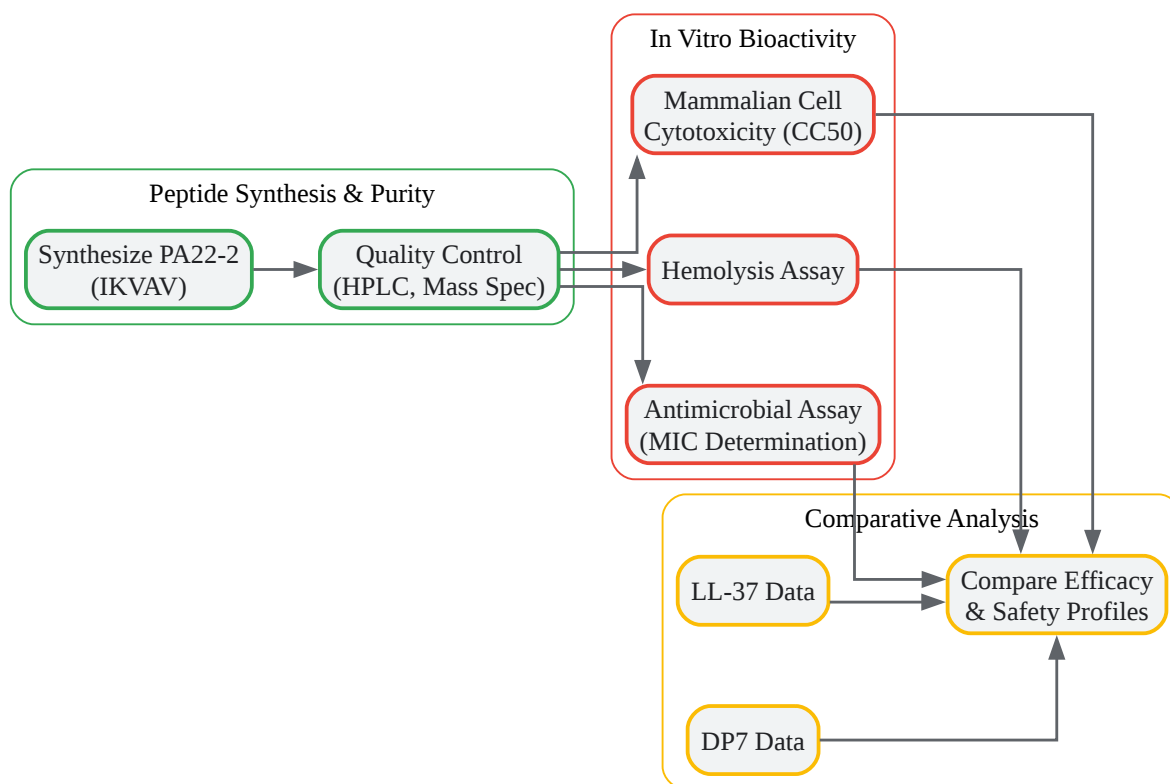 In Vitro Bioactivity
Mammalian Cell
Cytotoxicity (CC50)
Peptide Synthesis & Purity
Synthesize PA22-2
(IKVAV)
Quality Control
(HPLC, Mass Spec)
Hemolysis Assay
Antimicrobial Assay
(MIC Determination)
Comparative Analysis
LL-37 Data
Compare Efficacy
& Safety Profiles
DP7 Data